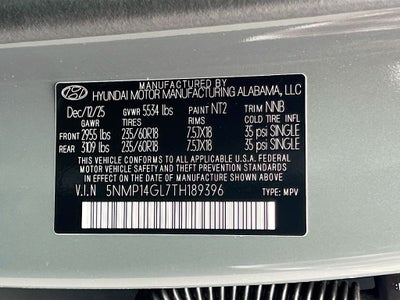 MANUFACTURED BY
HYUNDAI MOTOR MANUFACTURING ALABAMA, LLC
Dec/12/25 GVWR 5534 lbs PAINT NT2 TRIM NNB
GAWR TIRES RIMS COLD TIRE INFL
FRONT 2955 lbs 235/60R18 7.5JX18 35 psi SINGLE
REAR 3109 lbs 235/60R18 7.5JX18 35 psi SINGLE
THIS VEHICLE CONFORMS TO ALL APPLICABLE U.S.A. FEDERAL
MOTOR VEHICLE SAFETY AND THEFT PREVENTION STANDARDS
IN EFFECT ON THE DATE OF MANUFACTURE SHOWN ABOVE.
V.I.N 5NMP14GL7TH189396 TYPE: MPV